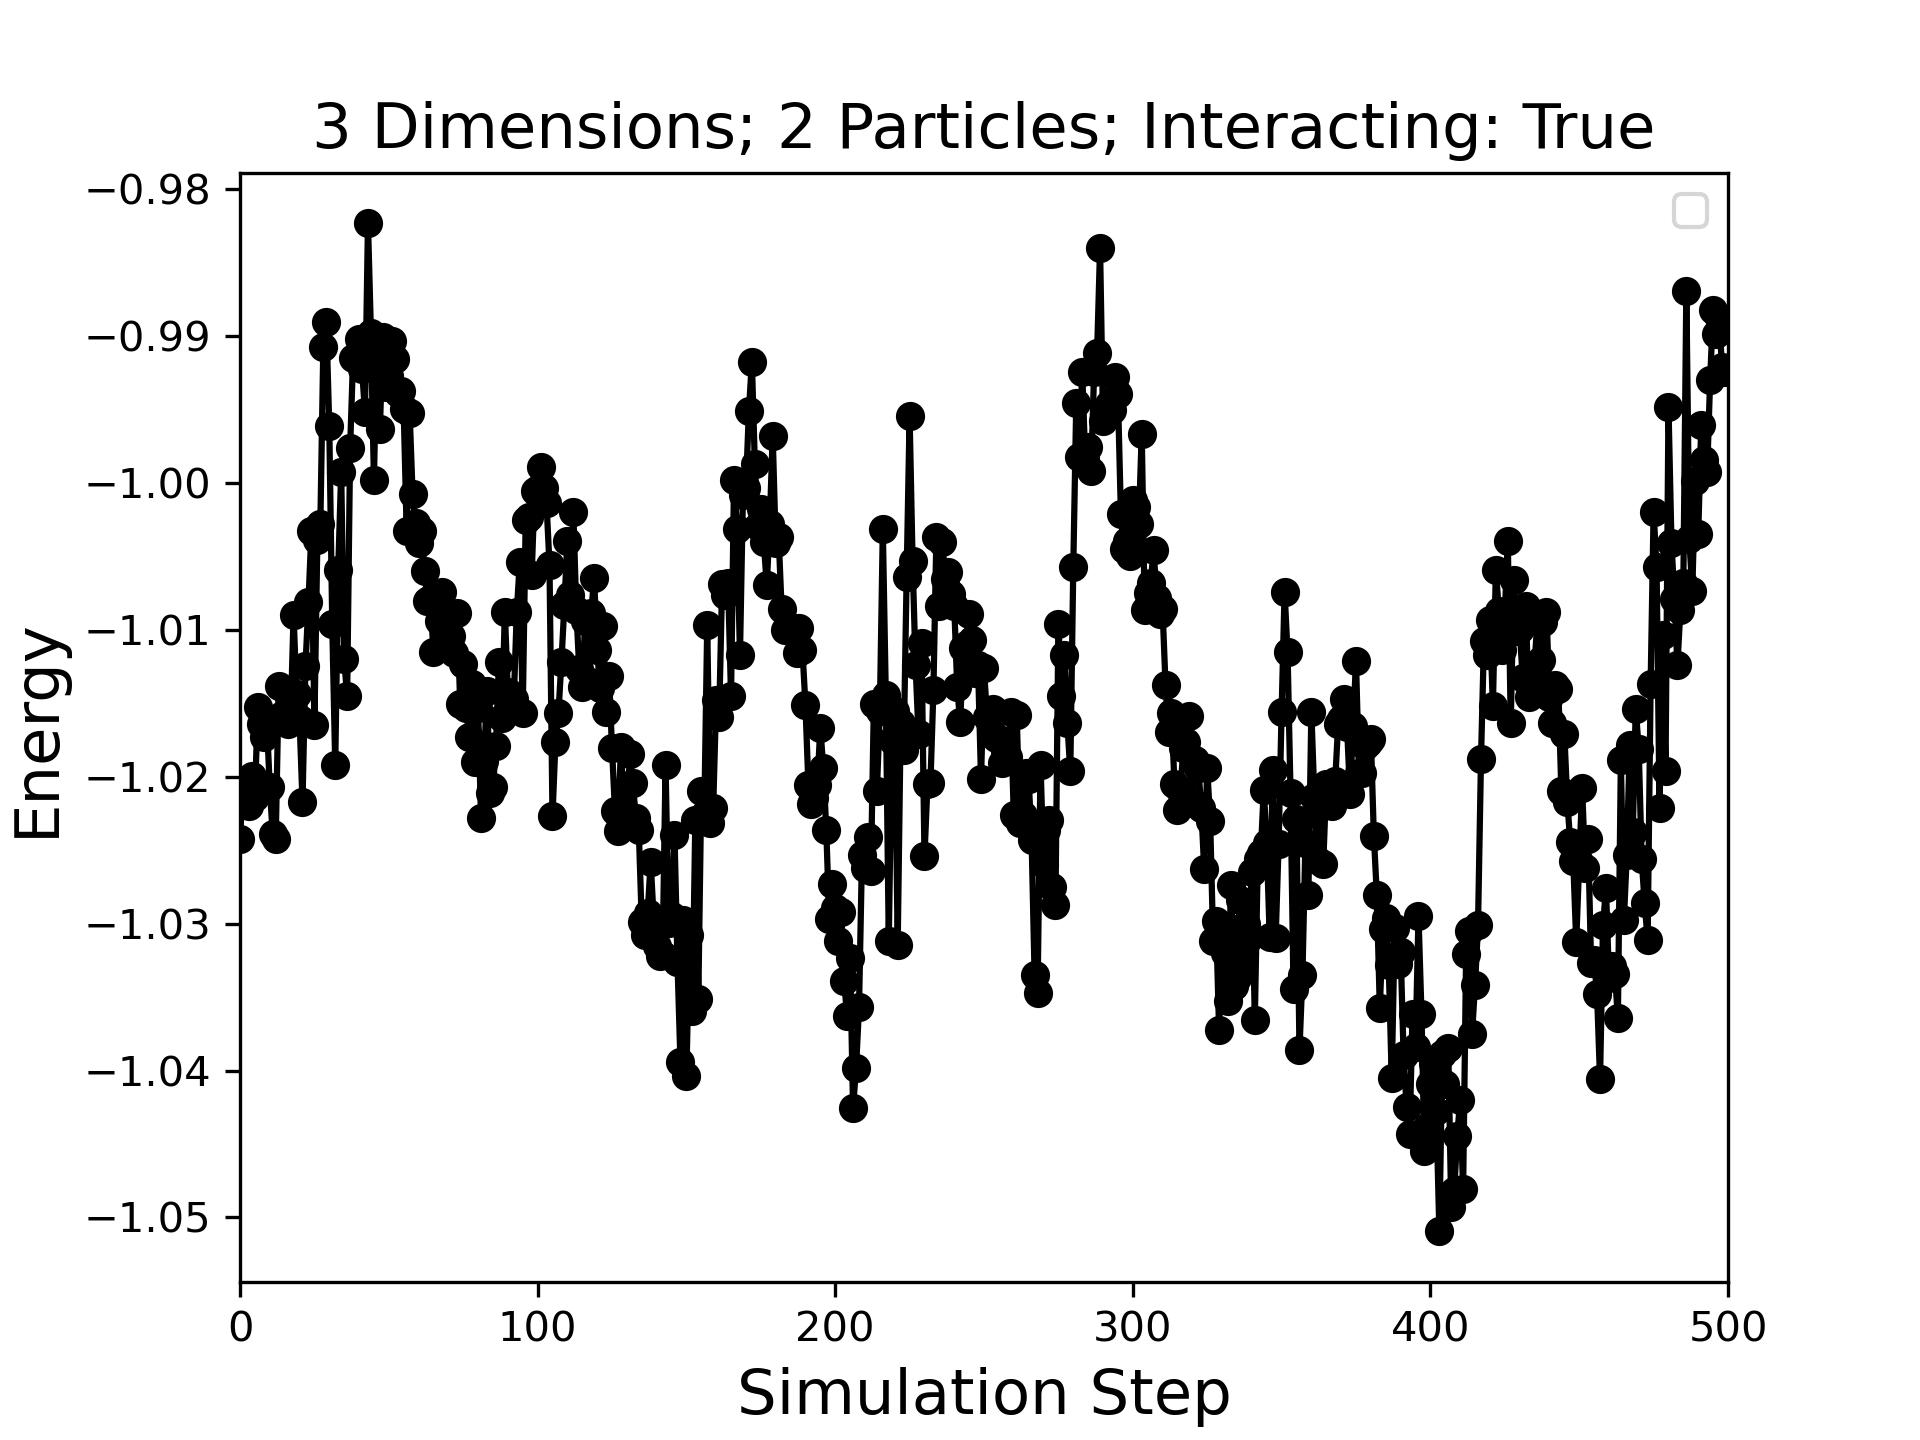 3 Dimensions; 2 Particles; Interacting: True
−0.98
−0.99
−1.00
−1.01
−1.02
−1.03
−1.04
−1.05
Energy
0 100 200 300 400 500
Simulation Step